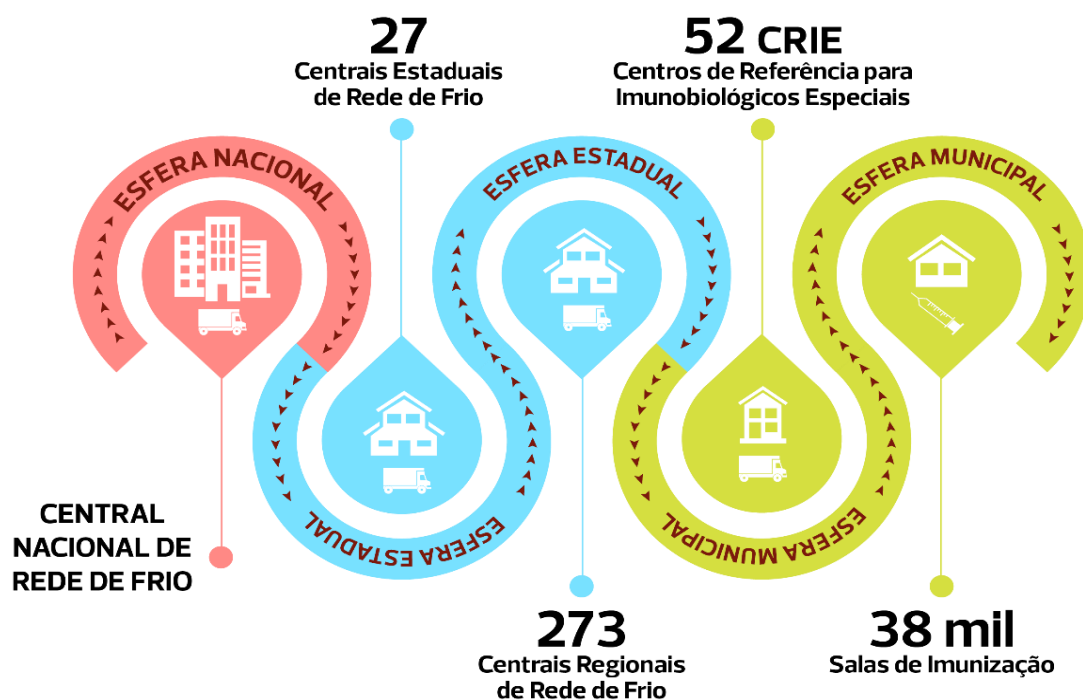 27
Centrais Estaduais
de Rede de Frio
52 CRIE
Centros de Referência para
Imunobiológicos Especiais
ESFERA NACIONAL
ESFERA ESTADUAL
ESFERA MUNICIPAL
ESFERA ESTADUAL
ESFERA MUNICIPAL
CENTRAL
NACIONAL DE
REDE DE FRIO
273
Centrais Regionais
de Rede de Frio
38 mil
Salas de Imunização